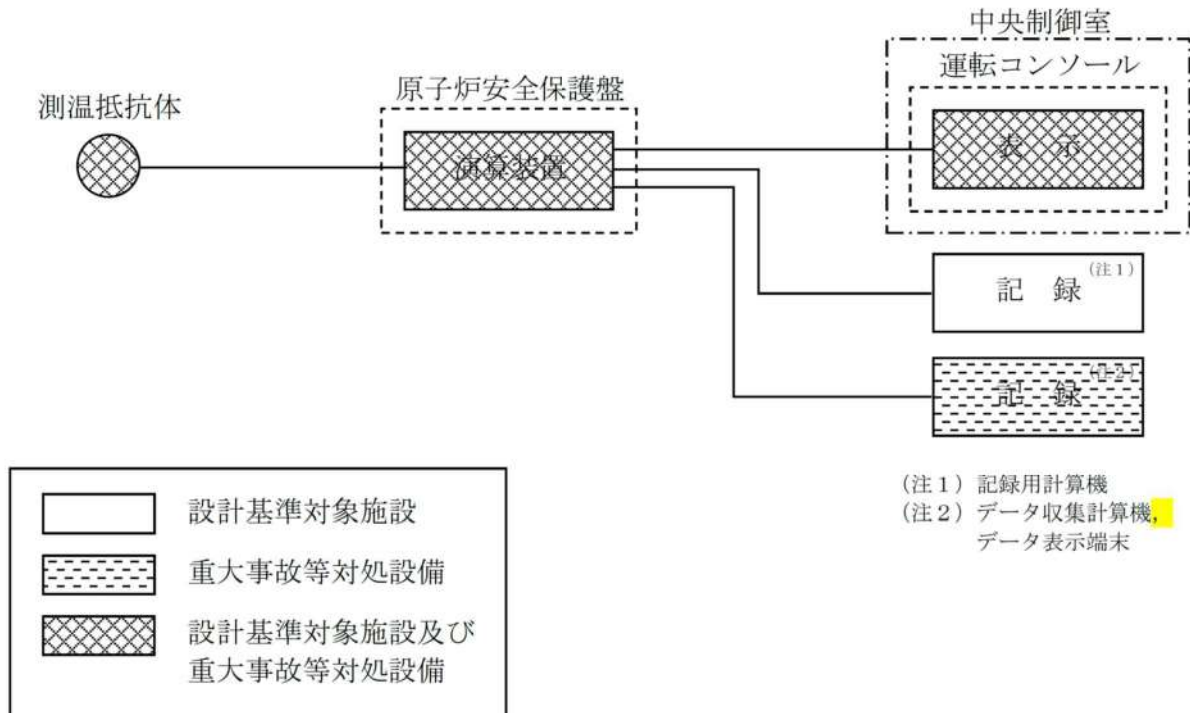 中央制御室
運転コンソール
原子炉安全保護盤
測温抵抗体
演算装置
表 示
記 録 (注1)
記 録 (注2)
(注1) 記録用計算機
(注2) データ収集計算機,
データ表示端末
設計基準対象施設
重大事故等対処設備
設計基準対象施設及び
重大事故等対処設備